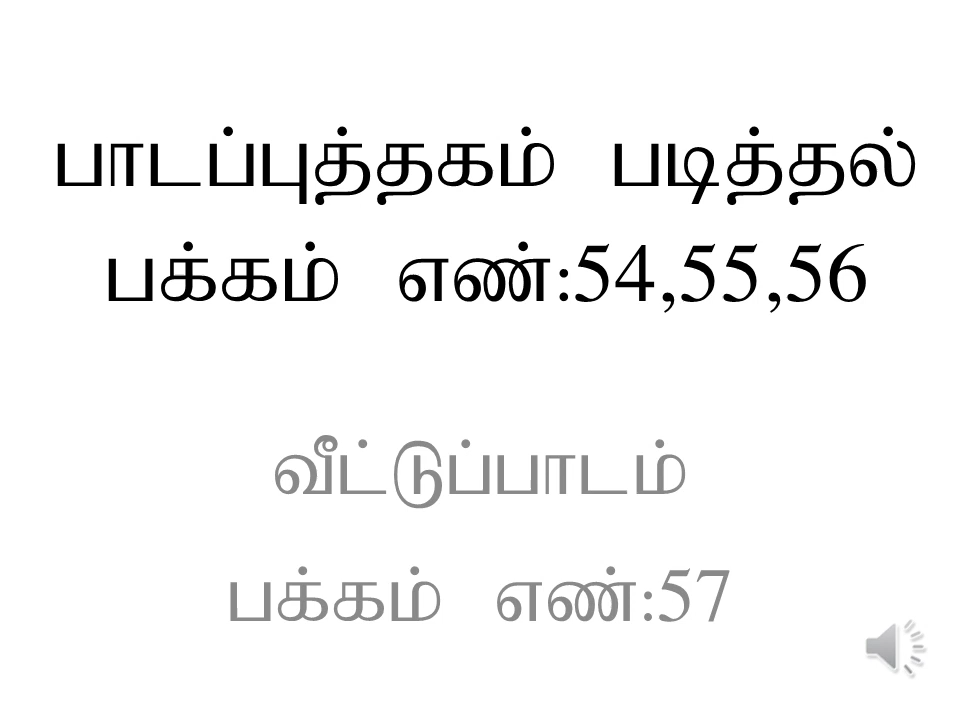 பாடப்புத்தகம் படித்தல்
பக்கம் எண்:54,55,56
வீட்டுப்பாடம்
பக்கம் எண்:57